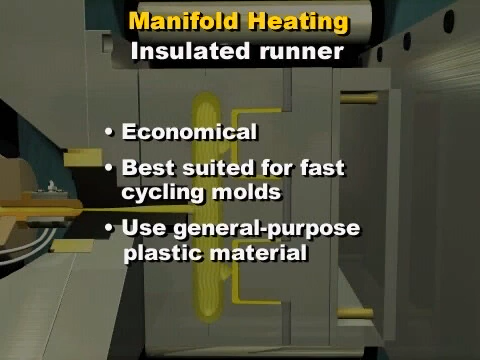 Manifold Heating
Insulated runner
• Economical
• Best suited for fast
cycling molds
• Use general-purpose
plastic material